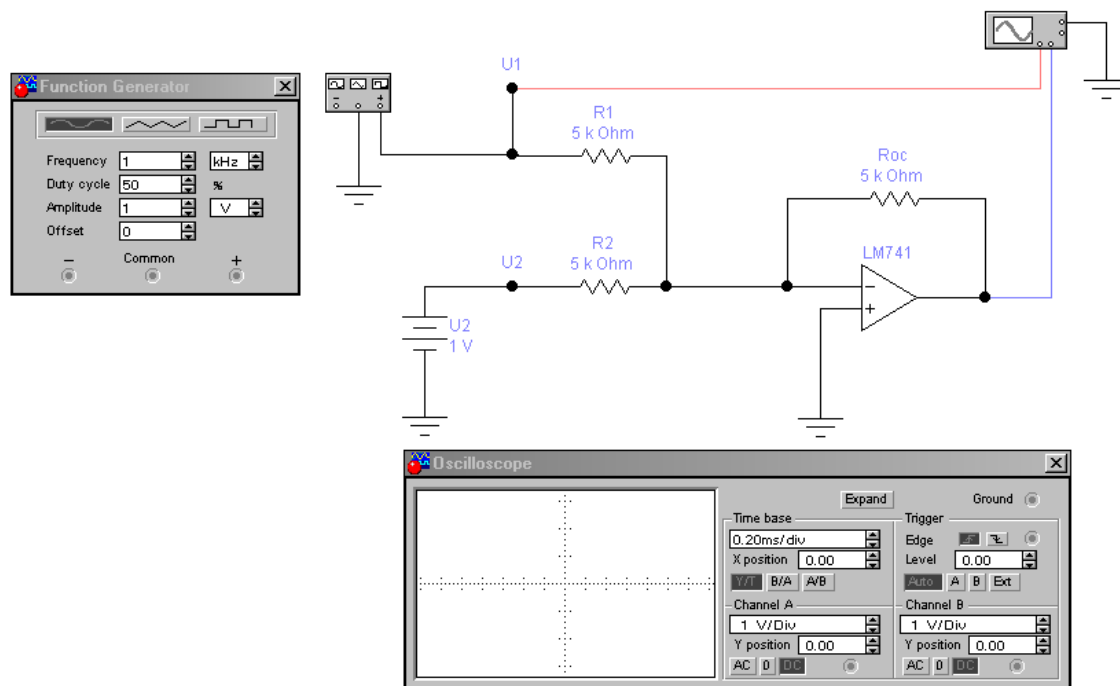 Function Generator
Frequency 1 kHz
Duty cycle 50 %
Amplitude 1 V
Offset 0
− Common +
− +
U1
R1
5 k Ohm
Roc
5 k Ohm
U2
R2
5 k Ohm
LM741
−
+
U2
1 V
Oscilloscope
Expand Ground
Time base
0.20ms/div
X position 0.00
Y/T B/A A/B
Trigger
Edge
Level 0.00
Auto A B Ext
Channel A
1 V/Div
Y position 0.00
AC 0 DC
Channel B
1 V/Div
Y position 0.00
AC 0 DC